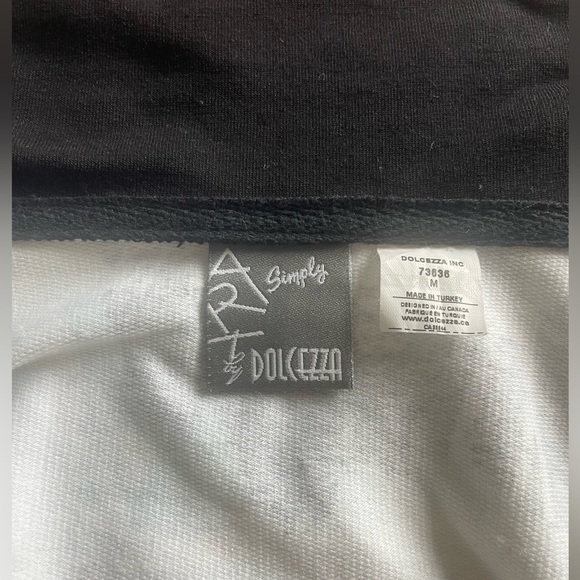 Simply
ART
by DOLCEZZA
DOLCEZZA INC
73636
M
MADE IN TURKEY
DESIGNED IN / AU CANADA
FABRIQUE EN TURQUIE
www.dolcezza.ca